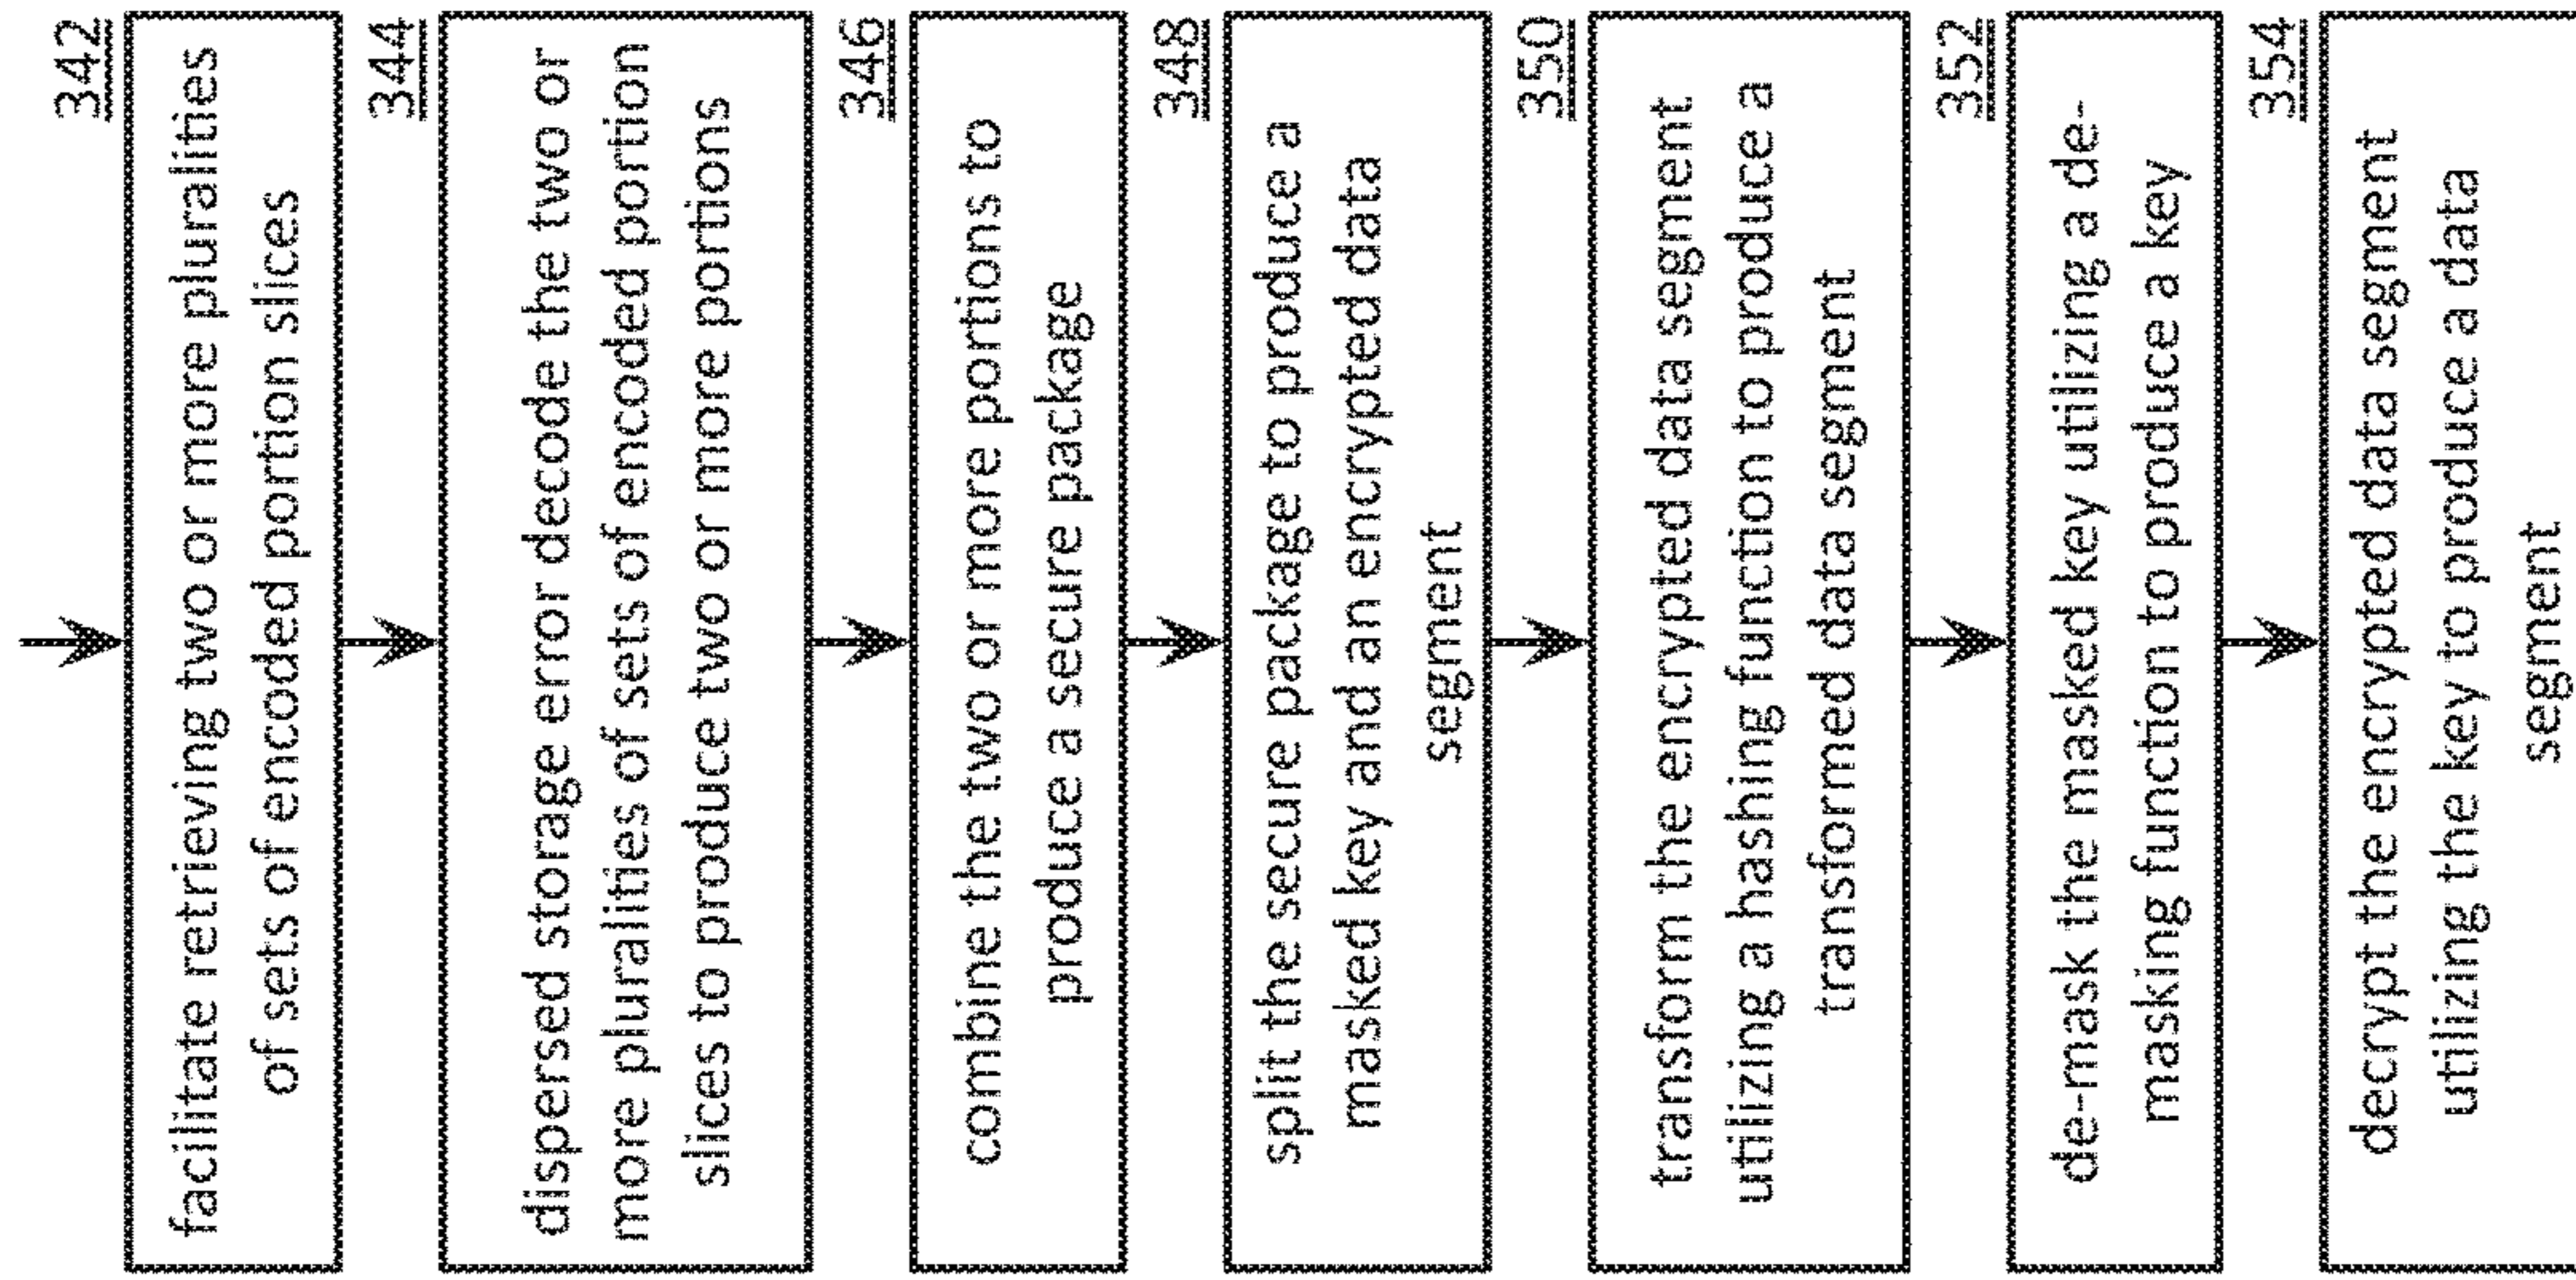 342
facilitate retrieving two or more pluralities
of sets of encoded portion slices
344
dispersed storage error decode the two or
more pluralities of sets of encoded portion
slices to produce two or more portions
346
combine the two or more portions to
produce a secure package
348
split the secure package to produce a
masked key and an encrypted data
segment
350
transform the encrypted data segment
utilizing a hashing function to produce a
transformed data segment
352
de-mask the masked key utilizing a de-
masking function to produce a key
354
decrypt the encrypted data segment
utilizing the key to produce a data
segment